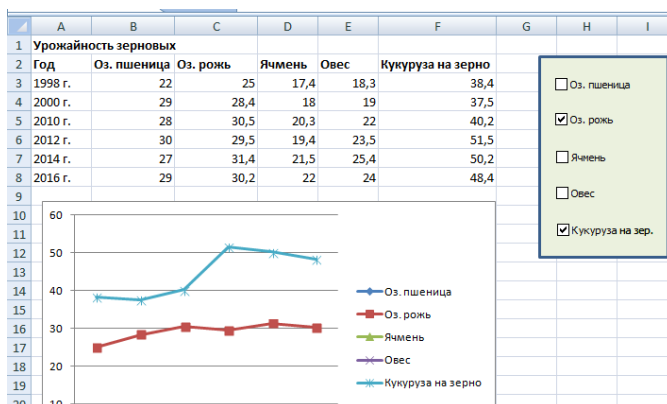 A B C D E F G H I
1 Урожайность зерновых
2 Год Оз. пшеница Оз. рожь Ячмень Овес Кукуруза на зерно
3 1998 г. 22 25 17,4 18,3 38,4
4 2000 г. 29 28,4 18 19 37,5
5 2010 г. 28 30,5 20,3 22 40,2
6 2012 г. 30 29,5 19,4 23,5 51,5
7 2014 г. 27 31,4 21,5 25,4 50,2
8 2016 г. 29 30,2 22 24 48,4
9
10
11
12
13
14
15
16
17
18
19
20
Оз. пшеница
Оз. рожь
Ячмень
Овес
Кукуруза на зер.
60
50
40
30
20
10
Оз. пшеница
Оз. рожь
Ячмень
Овес
Кукуруза на зерно